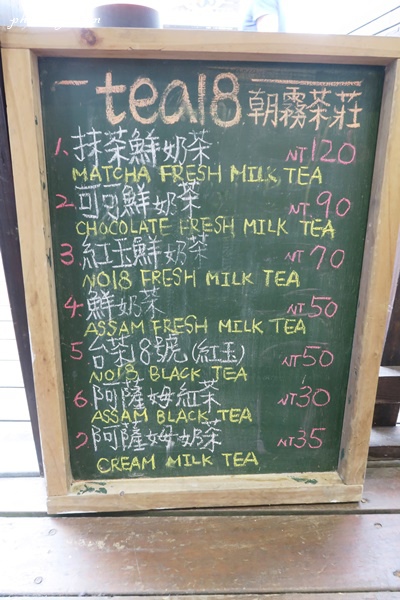 tea18 朝霧茶莊
1. 抹茶鮮奶茶 NT 120
MATCHA FRESH MILK TEA
2. 可可鮮奶茶 NT 90
CHOCOLATE FRESH MILK TEA
3. 紅玉鮮奶茶 NT 70
NO18 FRESH MILK TEA
4. 鮮奶茶 NT 50
ASSAM FRESH MILK TEA
5 台茶8號(紅玉) NT 50
NO18 BLACK TEA
6 阿薩姆紅茶 NT 30
ASSAM BLACK TEA
7 阿薩姆奶茶 NT 35
CREAM MILK TEA